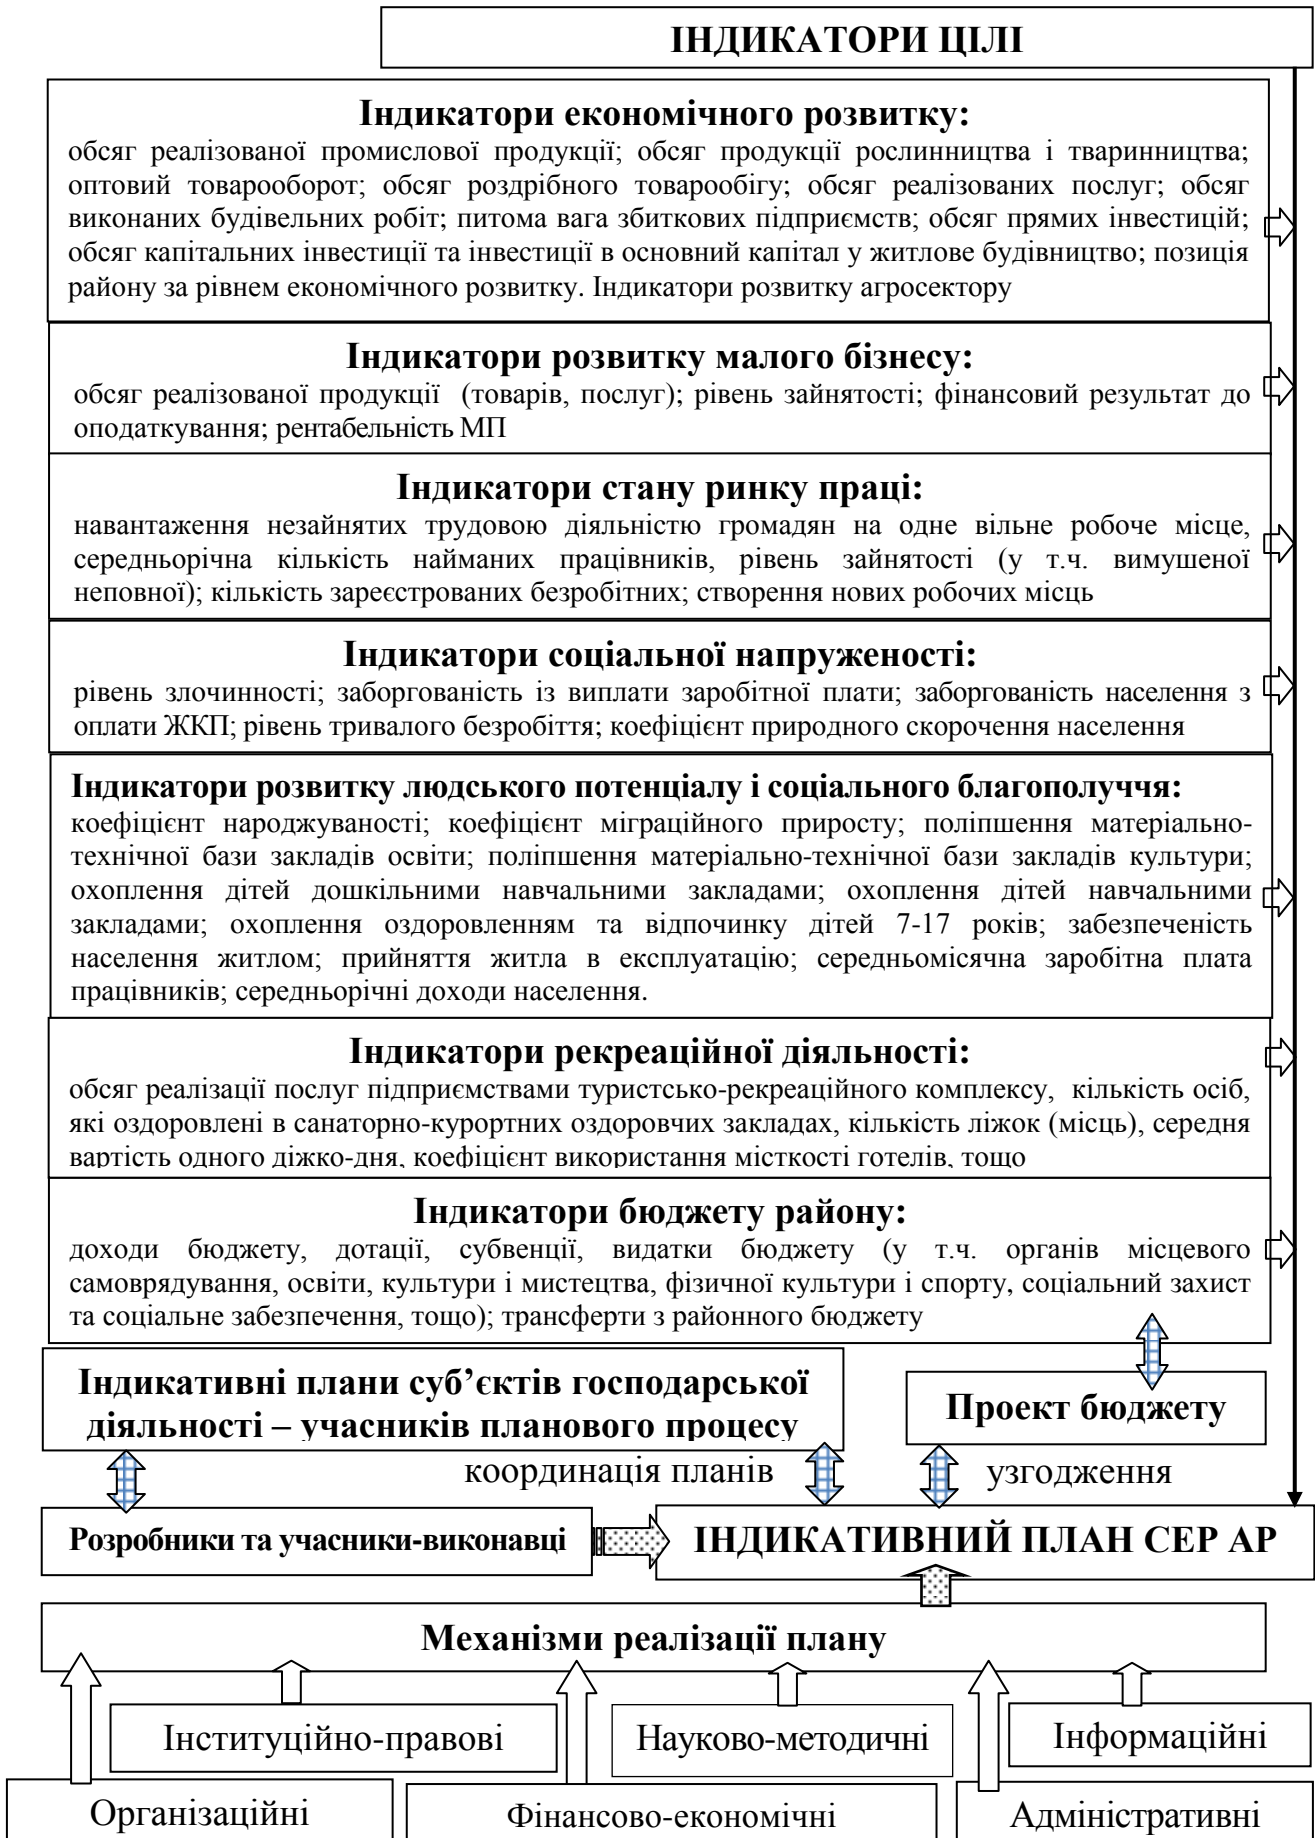 ІНДИКАТОРИ ЦІЛІ
Індикатори економічного розвитку:
обсяг реалізованої промислової продукції; обсяг продукції рослинництва і тваринництва;
оптовий товарооборот; обсяг роздрібного товарообігу; обсяг реалізованих послуг; обсяг
виконаних будівельних робіт; питома вага збиткових підприємств; обсяг прямих інвестицій;
обсяг капітальних інвестиції та інвестиції в основний капітал у житлове будівництво; позиція
району за рівнем економічного розвитку. Індикатори розвитку агросектору
Індикатори розвитку малого бізнесу:
обсяг реалізованої продукції (товарів, послуг); рівень зайнятості; фінансовий результат до
оподаткування; рентабельність МП
Індикатори стану ринку праці:
навантаження незайнятих трудовою діяльністю громадян на одне вільне робоче місце,
середньорічна кількість найманих працівників, рівень зайнятості (у т.ч. вимушеної
неповної); кількість зареєстрованих безробітних; створення нових робочих місць
Індикатори соціальної напруженості:
рівень злочинності; заборгованість із виплати заробітної плати; заборгованість населення з
оплати ЖКП; рівень тривалого безробіття; коефіцієнт природного скорочення населення
Індикатори розвитку людського потенціалу і соціального благополуччя:
коефіцієнт народжуваності; коефіцієнт міграційного приросту; поліпшення матеріально-
технічної бази закладів освіти; поліпшення матеріально-технічної бази закладів культури;
охоплення дітей дошкільними навчальними закладами; охоплення дітей навчальними
закладами; охоплення оздоровленням та відпочинку дітей 7-17 років; забезпеченість
населення житлом; прийняття житла в експлуатацію; середньомісячна заробітна плата
працівників; середньорічні доходи населення.
Індикатори рекреаційної діяльності:
обсяг реалізації послуг підприємствами туристсько-рекреаційного комплексу, кількість осіб,
які оздоровлені в санаторно-курортних оздоровчих закладах, кількість ліжок (місць), середня
вартість одного ліжко-дня, коефіцієнт використання місткості готелів, тощо
Індикатори бюджету району:
доходи бюджету, дотації, субвенції, видатки бюджету (у т.ч. органів місцевого
самоврядування, освіти, культури і мистецтва, фізичної культури і спорту, соціальний захист
та соціальне забезпечення, тощо); трансферти з районного бюджету
Індикативні плани суб’єктів господарської
діяльності – учасників планового процесу
Проект бюджету
координація планів
узгодження
Розробники та учасники-виконавці
ІНДИКАТИВНИЙ ПЛАН СЕР АР
Механізми реалізації плану
Інституційно-правові
Науково-методичні
Інформаційні
Організаційні
Фінансово-економічні
Адміністративні